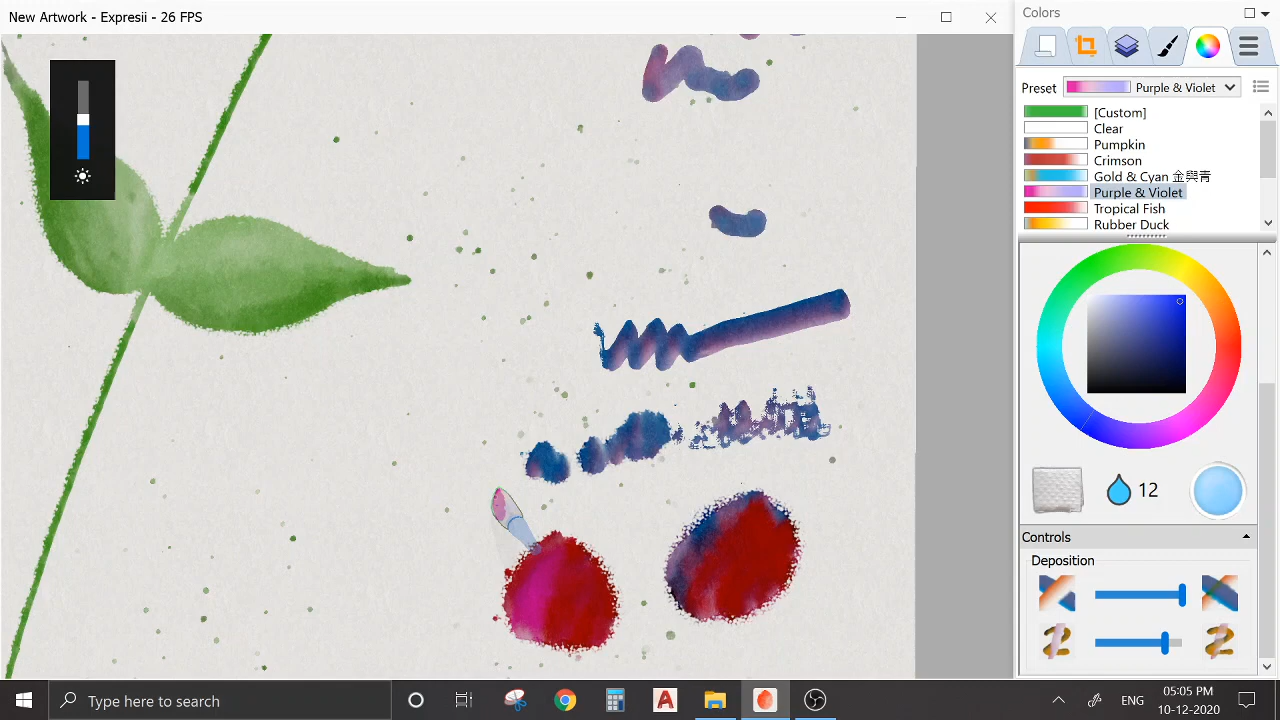 New Artwork - Expresii - 26 FPS
Colors
Preset
Purple & Violet
[Custom]
Clear
Pumpkin
Crimson
Gold & Cyan 金與青
Purple & Violet
Tropical Fish
Rubber Duck
12
Controls
Deposition
Type here to search
A
ENG
05:05 PM
10-12-2020